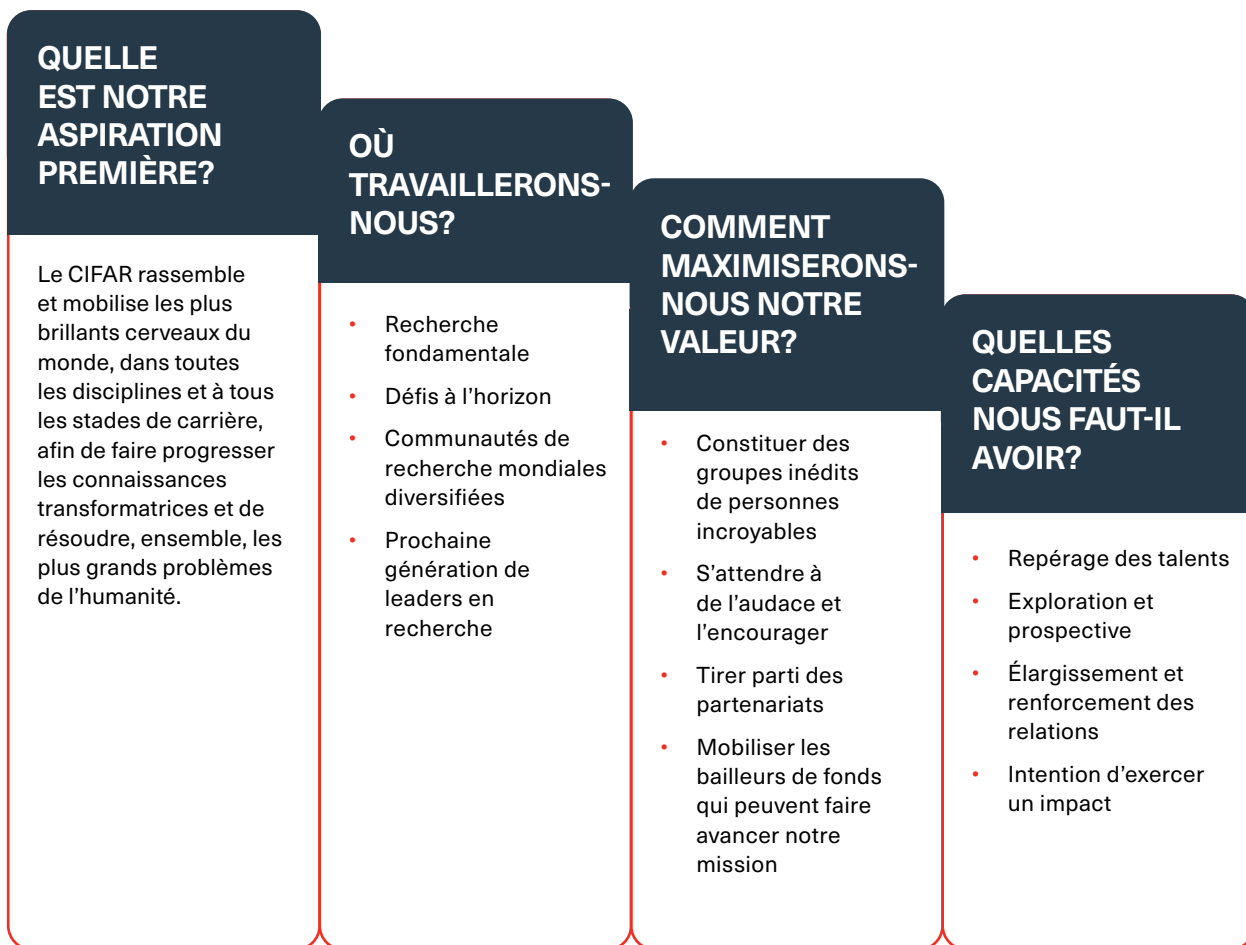 QUELLE
EST NOTRE
ASPIRATION
PREMIÈRE?
Le CIFAR rassemble
et mobilise les plus
brillants cerveaux du
monde, dans toutes
les disciplines et à tous
les stades de carrière,
afin de faire progresser
les connaissances
transformatrices et de
résoudre, ensemble, les
plus grands problèmes
de l’humanité.
OÙ
TRAVAILLERONS-
NOUS?
• Recherche
fondamentale
• Défis à l’horizon
• Communautés de
recherche mondiales
diversifiées
• Prochaine
génération de
leaders en
recherche
COMMENT
MAXIMISERONS-
NOUS NOTRE
VALEUR?
• Constituer des
groupes inédits
de personnes
incroyables
• S’attendre à
de l’audace et
l’encourager
• Tirer parti des
partenariats
• Mobiliser les
bailleurs de fonds
qui peuvent faire
avancer notre
mission
QUELLES
CAPACITÉS
NOUS FAUT-IL
AVOIR?
• Repérage des talents
• Exploration et
prospective
• Élargissement et
renforcement des
relations
• Intention d’exercer
un impact